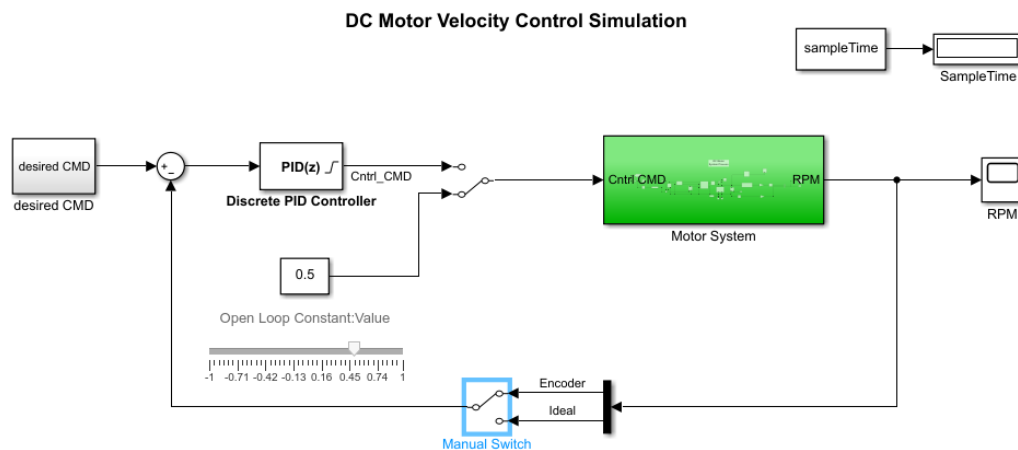 DC Motor Velocity Control Simulation
sampleTime
SampleTime
desired CMD
desired CMD
+
−
PID(z)
Cntrl_CMD
Discrete PID Controller
Cntrl CMD
RPM
Motor System
RPM
0.5
Open Loop Constant:Value
-1 -0.71 -0.42 -0.13 0.16 0.45 0.74 1
Encoder
Ideal
Manual Switch